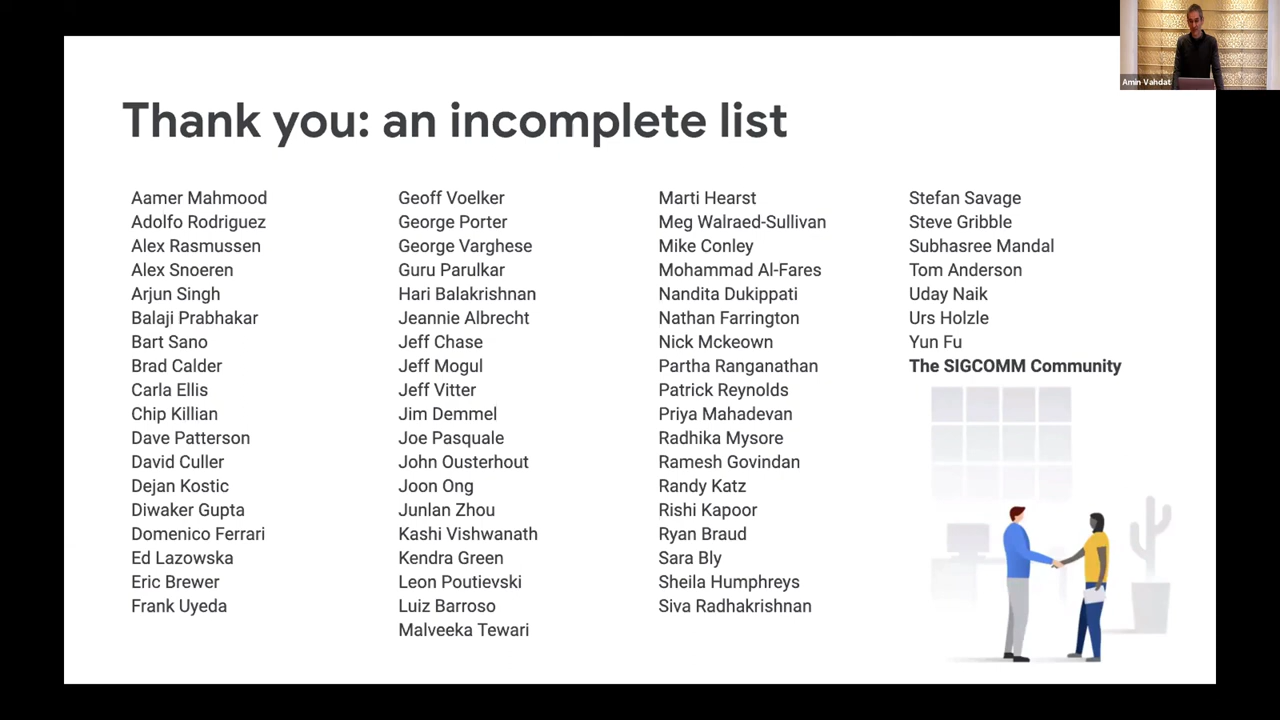 Amin Vahdat
Thank you: an incomplete list
Aamer Mahmood
Adolfo Rodriguez
Alex Rasmussen
Alex Snoeren
Arjun Singh
Balaji Prabhakar
Bart Sano
Brad Calder
Carla Ellis
Chip Killian
Dave Patterson
David Culler
Dejan Kostic
Diwaker Gupta
Domenico Ferrari
Ed Lazowska
Eric Brewer
Frank Uyeda
Geoff Voelker
George Porter
George Varghese
Guru Parulkar
Hari Balakrishnan
Jeannie Albrecht
Jeff Chase
Jeff Mogul
Jeff Vitter
Jim Demmel
Joe Pasquale
John Ousterhout
Joon Ong
Junlan Zhou
Kashi Vishwanath
Kendra Green
Leon Poutievski
Luiz Barroso
Malveeka Tewari
Marti Hearst
Meg Walraed-Sullivan
Mike Conley
Mohammad Al-Fares
Nandita Dukippati
Nathan Farrington
Nick Mckeown
Partha Ranganathan
Patrick Reynolds
Priya Mahadevan
Radhika Mysore
Ramesh Govindan
Randy Katz
Rishi Kapoor
Ryan Braud
Sara Bly
Sheila Humphreys
Siva Radhakrishnan
Stefan Savage
Steve Gribble
Subhasree Mandal
Tom Anderson
Uday Naik
Urs Holzle
Yun Fu
The SIGCOMM Community